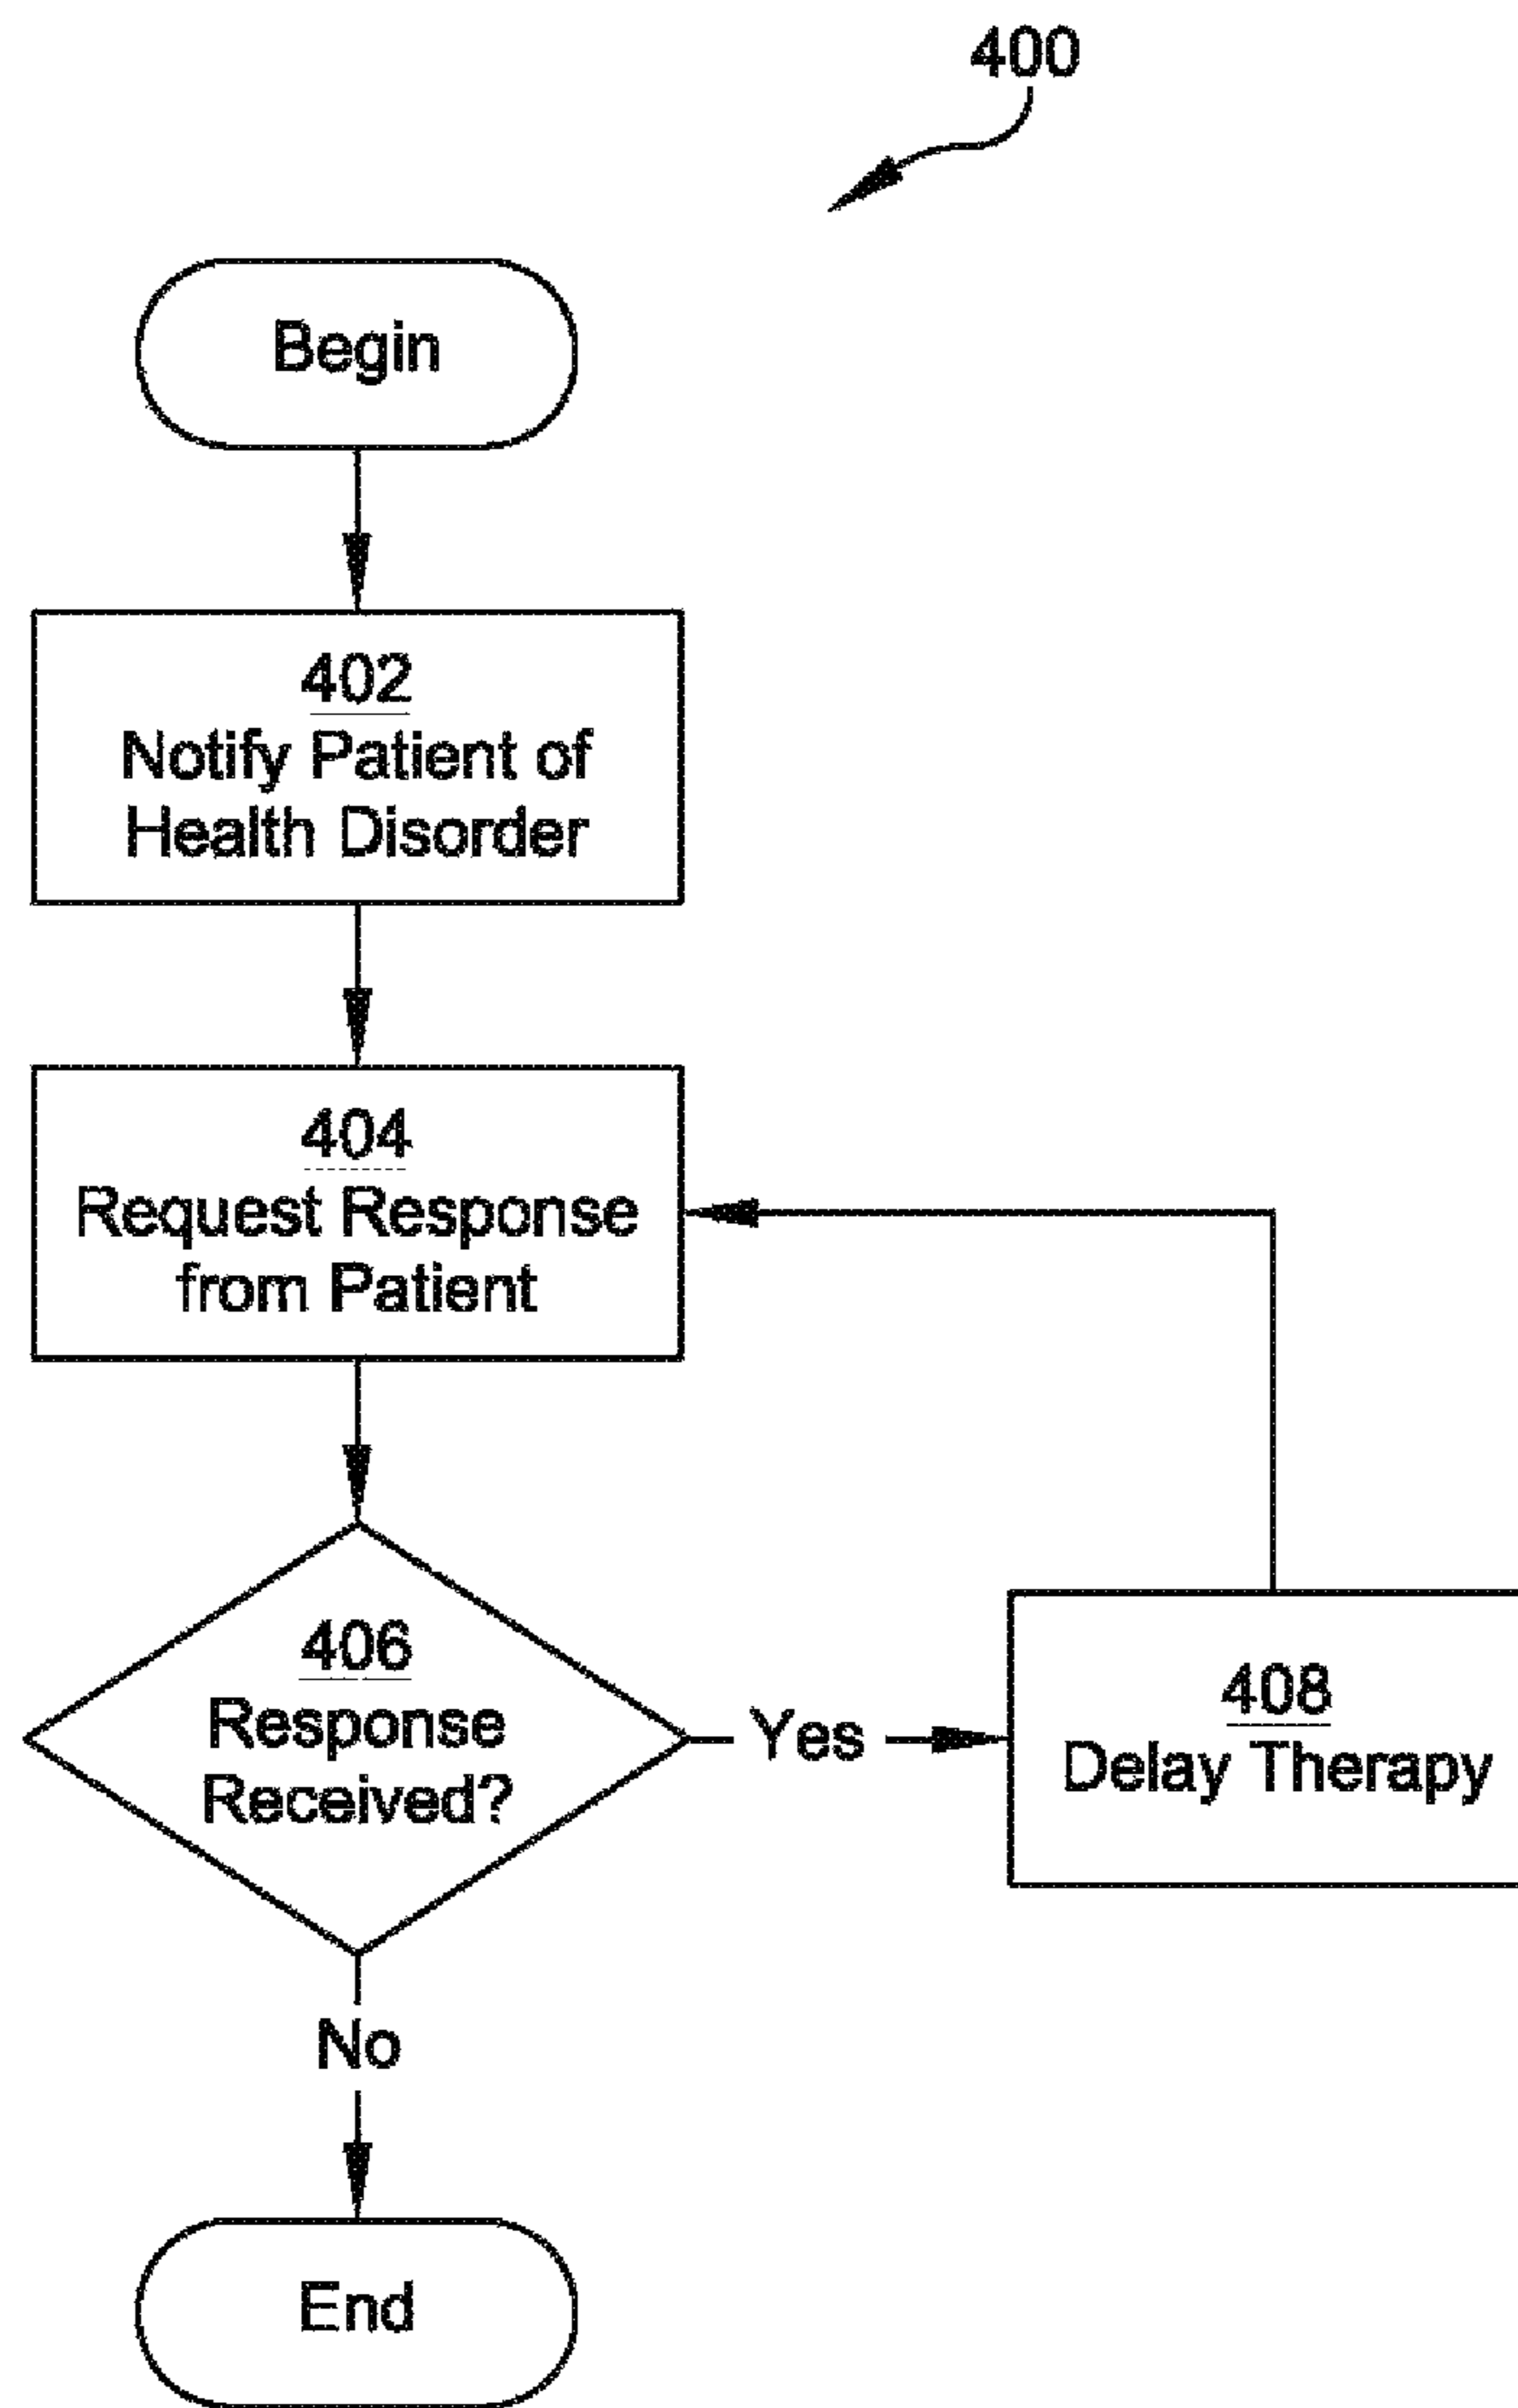 400
Begin
402
Notify Patient of
Health Disorder
404
Request Response
from Patient
406
Response
Received?
Yes
408
Delay Therapy
No
End